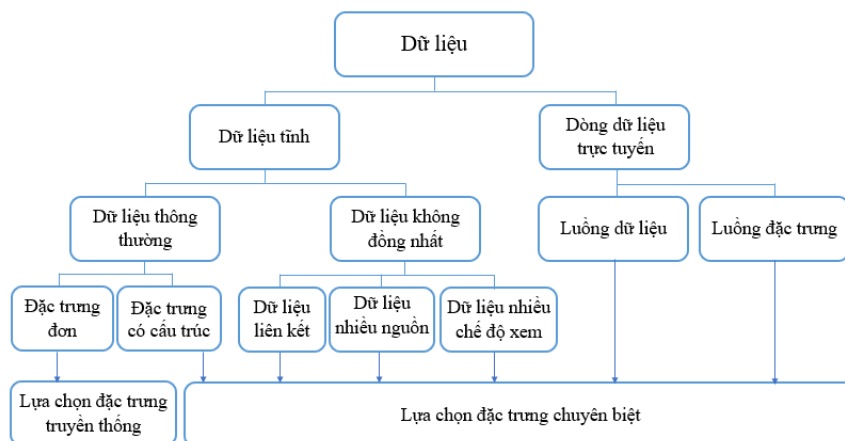 Dữ liệu
Dữ liệu tĩnh
Dòng dữ liệu
trực tuyến
Dữ liệu thông
thường
Dữ liệu không
đồng nhất
Luồng dữ liệu
Luồng đặc trưng
Đặc trưng
đơn
Đặc trưng
có cấu trúc
Dữ liệu
liên kết
Dữ liệu
nhiều nguồn
Dữ liệu nhiều
chế độ xem
Lựa chọn đặc trưng
truyền thống
Lựa chọn đặc trưng chuyên biệt